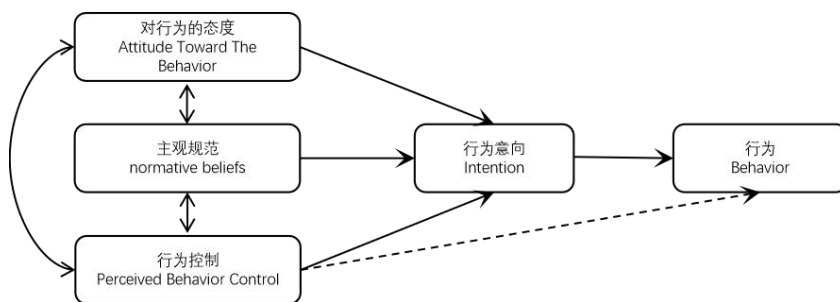 对行为的态度
Attitude Toward The
Behavior
主观规范
normative beliefs
行为意向
Intention
行为
Behavior
行为控制
Perceived Behavior Control